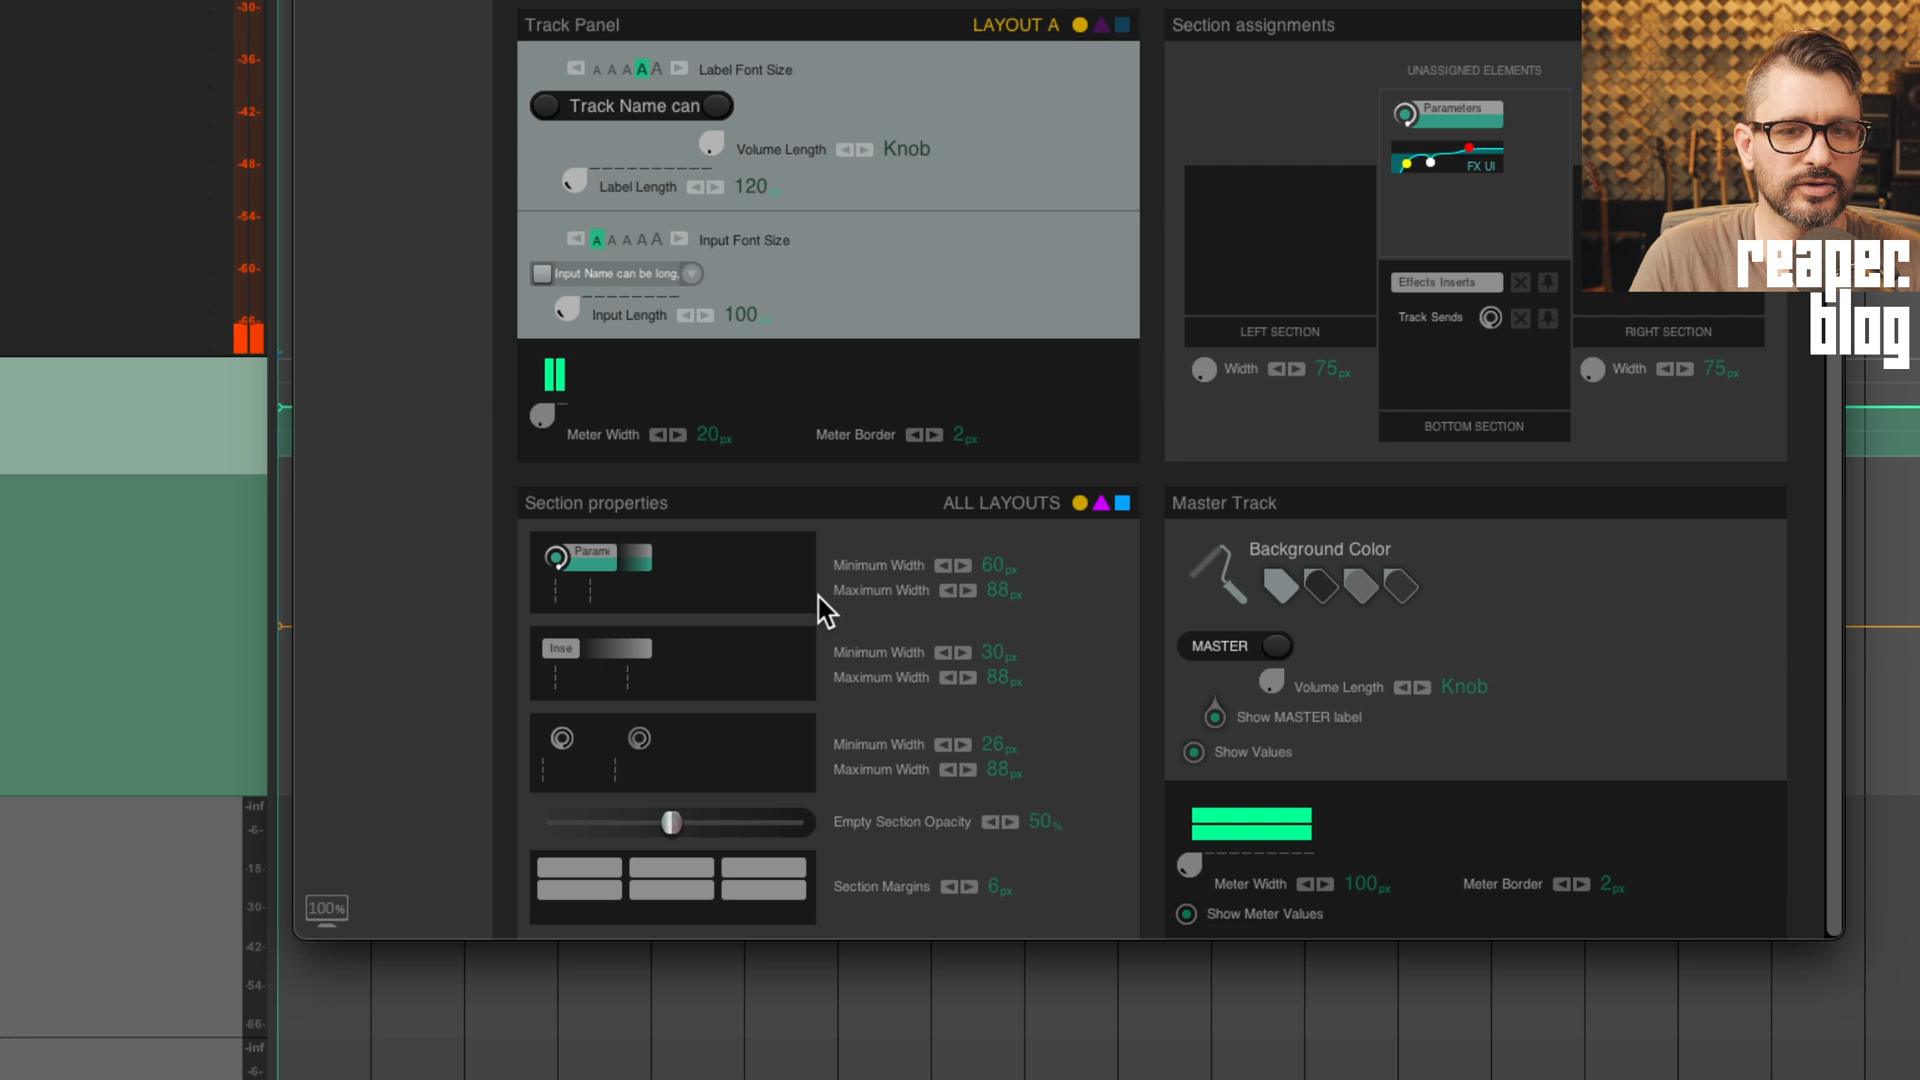 -30-
-36-
-42-
-48-
-54-
-60-
-66-
Track Panel
LAYOUT A
A A A A A
Label Font Size
Track Name can
Volume Length
Knob
Label Length
120
A A A A A
Input Font Size
Input Name can be long.
Input Length
100
Meter Width
20px
Meter Border
2px
Section assignments
UNASSIGNED ELEMENTS
Parameters
FX UI
Effects Inserts
Track Sends
LEFT SECTION
RIGHT SECTION
Width
75px
Width
75px
BOTTOM SECTION
reaper.
blog
Section properties
ALL LAYOUTS
Minimum Width
60px
Maximum Width
88px
Inse
Minimum Width
30px
Maximum Width
88px
Minimum Width
26px
Maximum Width
88px
Empty Section Opacity
50%
Section Margins
6px
Master Track
Background Color
MASTER
Volume Length
Knob
Show MASTER label
Show Values
Meter Width
100px
Meter Border
2px
Show Meter Values
100%
-inf
-6-
-18-
-30-
-42-
-54-
-66-
-inf
-6-